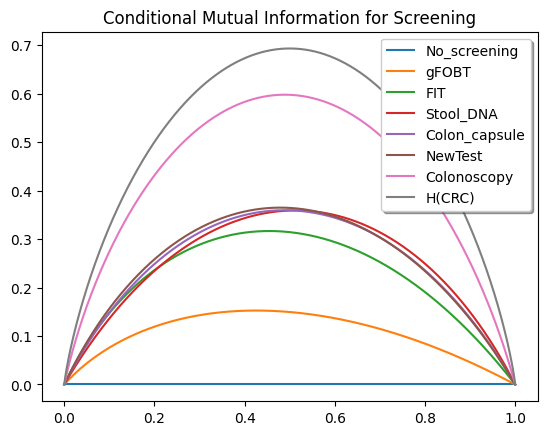 Conditional Mutual Information for Screening
0.7
0.6
0.5
0.4
0.3
0.2
0.1
0.0
No_screening
gFOBT
FIT
Stool_DNA
Colon_capsule
NewTest
Colonoscopy
H(CRC)
0.0 0.2 0.4 0.6 0.8 1.0